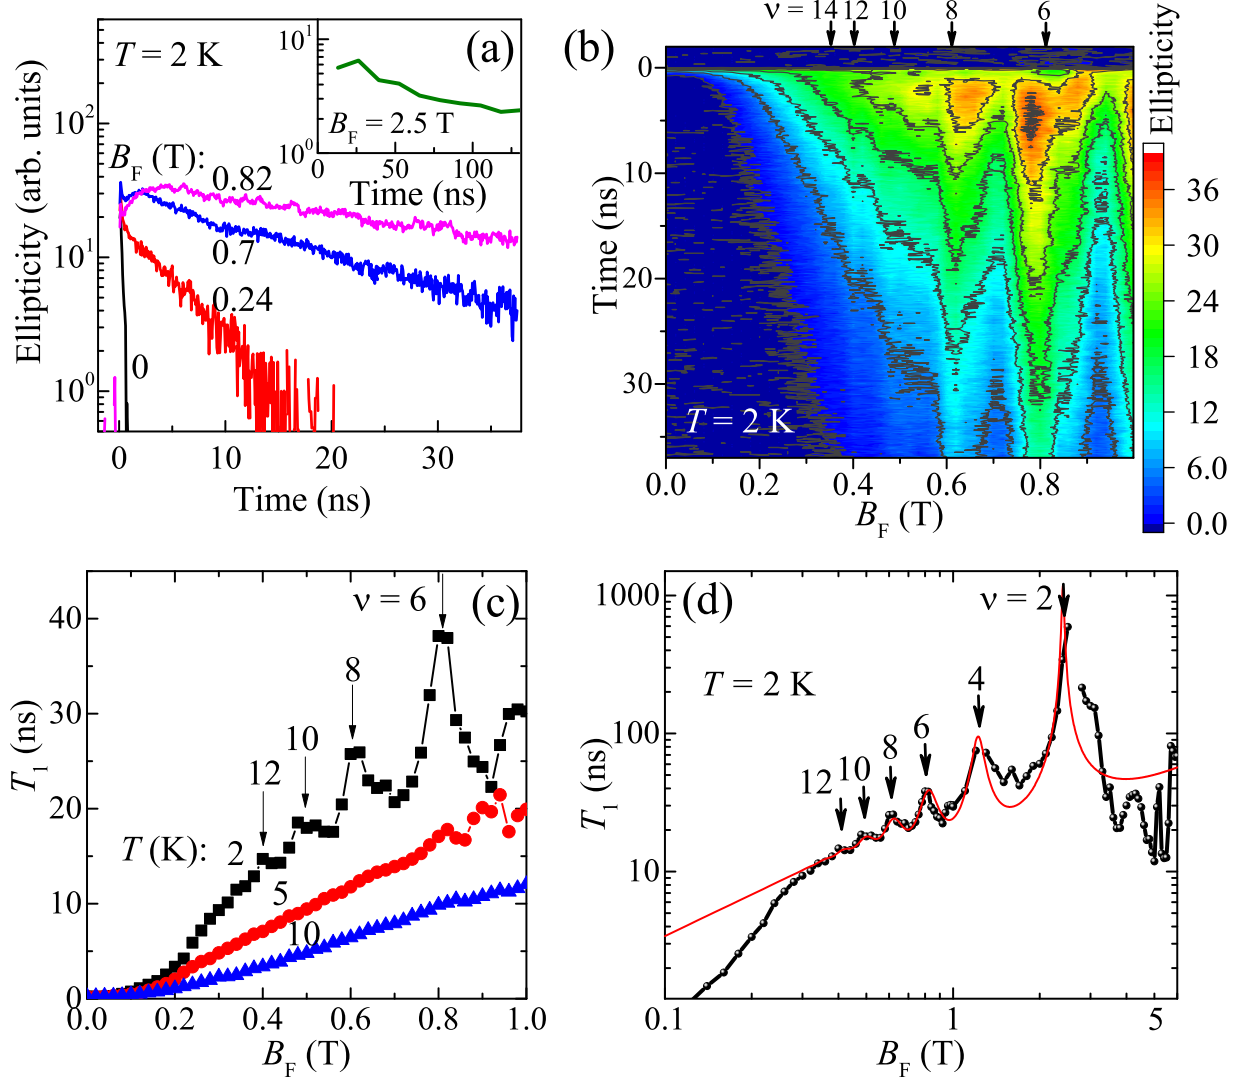 T = 2 K
(a)
B_F (T):
0.82
0.7
0.24
0
Ellipticity (arb. units)
10^2
10^1
10^0
0 10 20 30
Time (ns)
10^1
10^0
B_F = 2.5 T
0 50 100
Time (ns)
(b)
ν = 14 12 10 8 6
Time (ns)
0
10
20
30
T = 2 K
0.0 0.2 0.4 0.6 0.8
B_F (T)
Ellipticity
36
30
24
18
12
6.0
0.0
(c)
ν = 6
8
10
12
T (K): 2
5
10
T_1 (ns)
40
30
20
10
0
0.0 0.2 0.4 0.6 0.8 1.0
B_F (T)
(d)
ν = 2
T = 2 K
4
6
8
10
12
T_1 (ns)
1000
100
10
0.1 1 5
B_F (T)